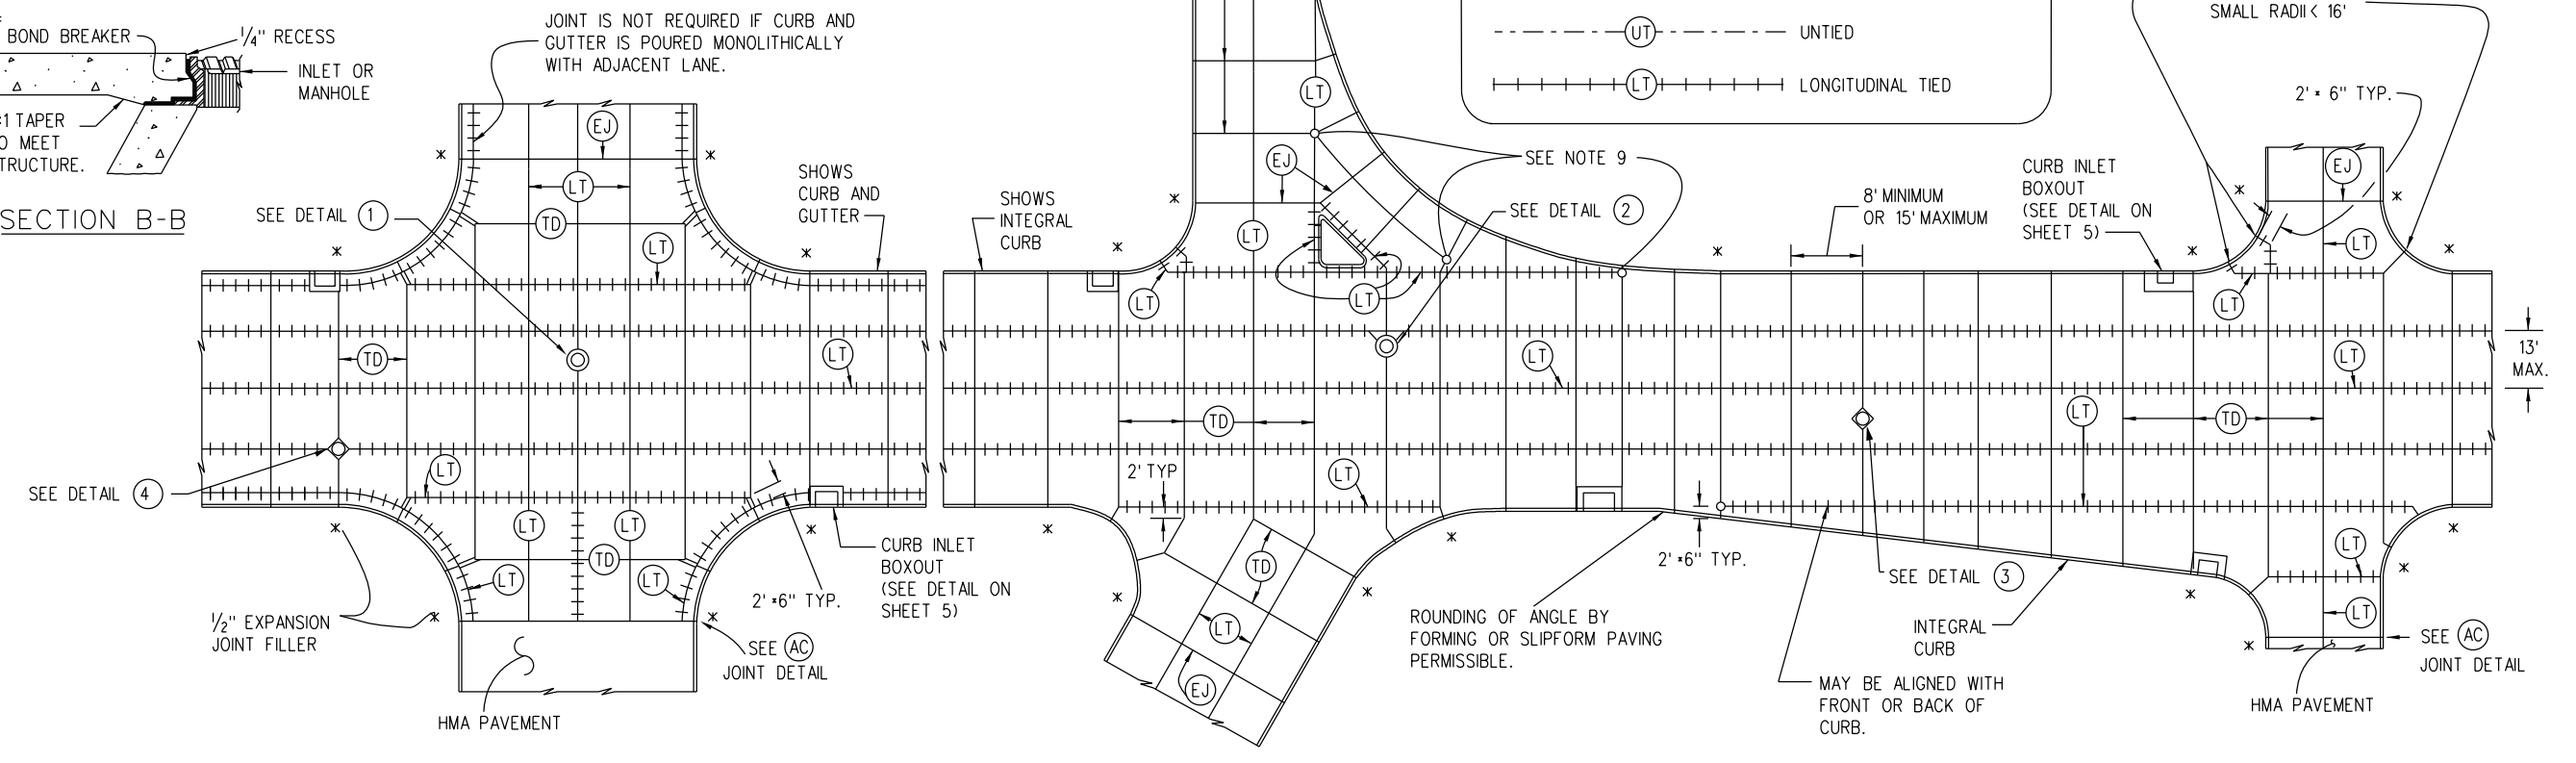 BOND BREAKER
1/4" RECESS
INLET OR
MANHOLE
:1 TAPER
O MEET
TRUCTURE.
SECTION B-B
JOINT IS NOT REQUIRED IF CURB AND
GUTTER IS POURED MONOLITHICALLY
WITH ADJACENT LANE.
EJ
LT
TD
LT
SEE DETAIL 1
SHOWS
CURB AND
GUTTER
TD
LT
LT
SEE DETAIL 4
LT
LT
TD
LT
LT
1/2" EXPANSION
JOINT FILLER
2' *6" TYP.
CURB INLET
BOXOUT
(SEE DETAIL ON
SHEET 5)
SEE AC
JOINT DETAIL
HMA PAVEMENT
SHOWS
INTEGRAL
CURB
LT
EJ
LT
LT
LT
SEE NOTE 9
SEE DETAIL 2
UT UNTIED
LT LONGITUDINAL TIED
LT
TD
2' TYP
LT
TD
LT
EJ
8' MINIMUM
OR 15' MAXIMUM
ROUNDING OF ANGLE BY
FORMING OR SLIPFORM PAVING
PERMISSIBLE.
2' *6" TYP.
SEE DETAIL 3
INTEGRAL
CURB
MAY BE ALIGNED WITH
FRONT OR BACK OF
CURB.
LT
TD
SMALL RADII < 16'
2' * 6" TYP.
CURB INLET
BOXOUT
(SEE DETAIL ON
SHEET 5)
EJ
LT
LT
LT
13'
MAX.
LT
LT
SEE AC
JOINT DETAIL
HMA PAVEMENT